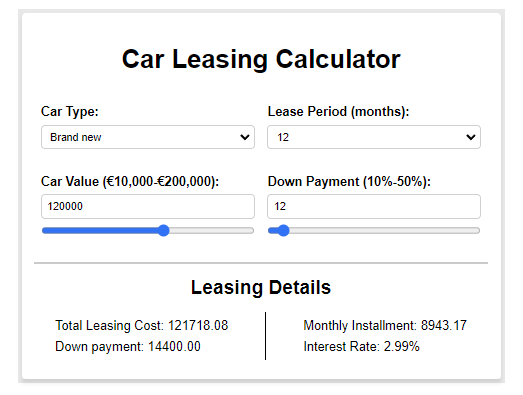 Car Leasing Calculator
Car Type:
Lease Period (months):
Brand new
12
Car Value (€10,000-€200,000):
Down Payment (10%-50%):
120000
12
Leasing Details
Total Leasing Cost: 121718.08
Monthly Installment: 8943.17
Down payment: 14400.00
Interest Rate: 2.99%